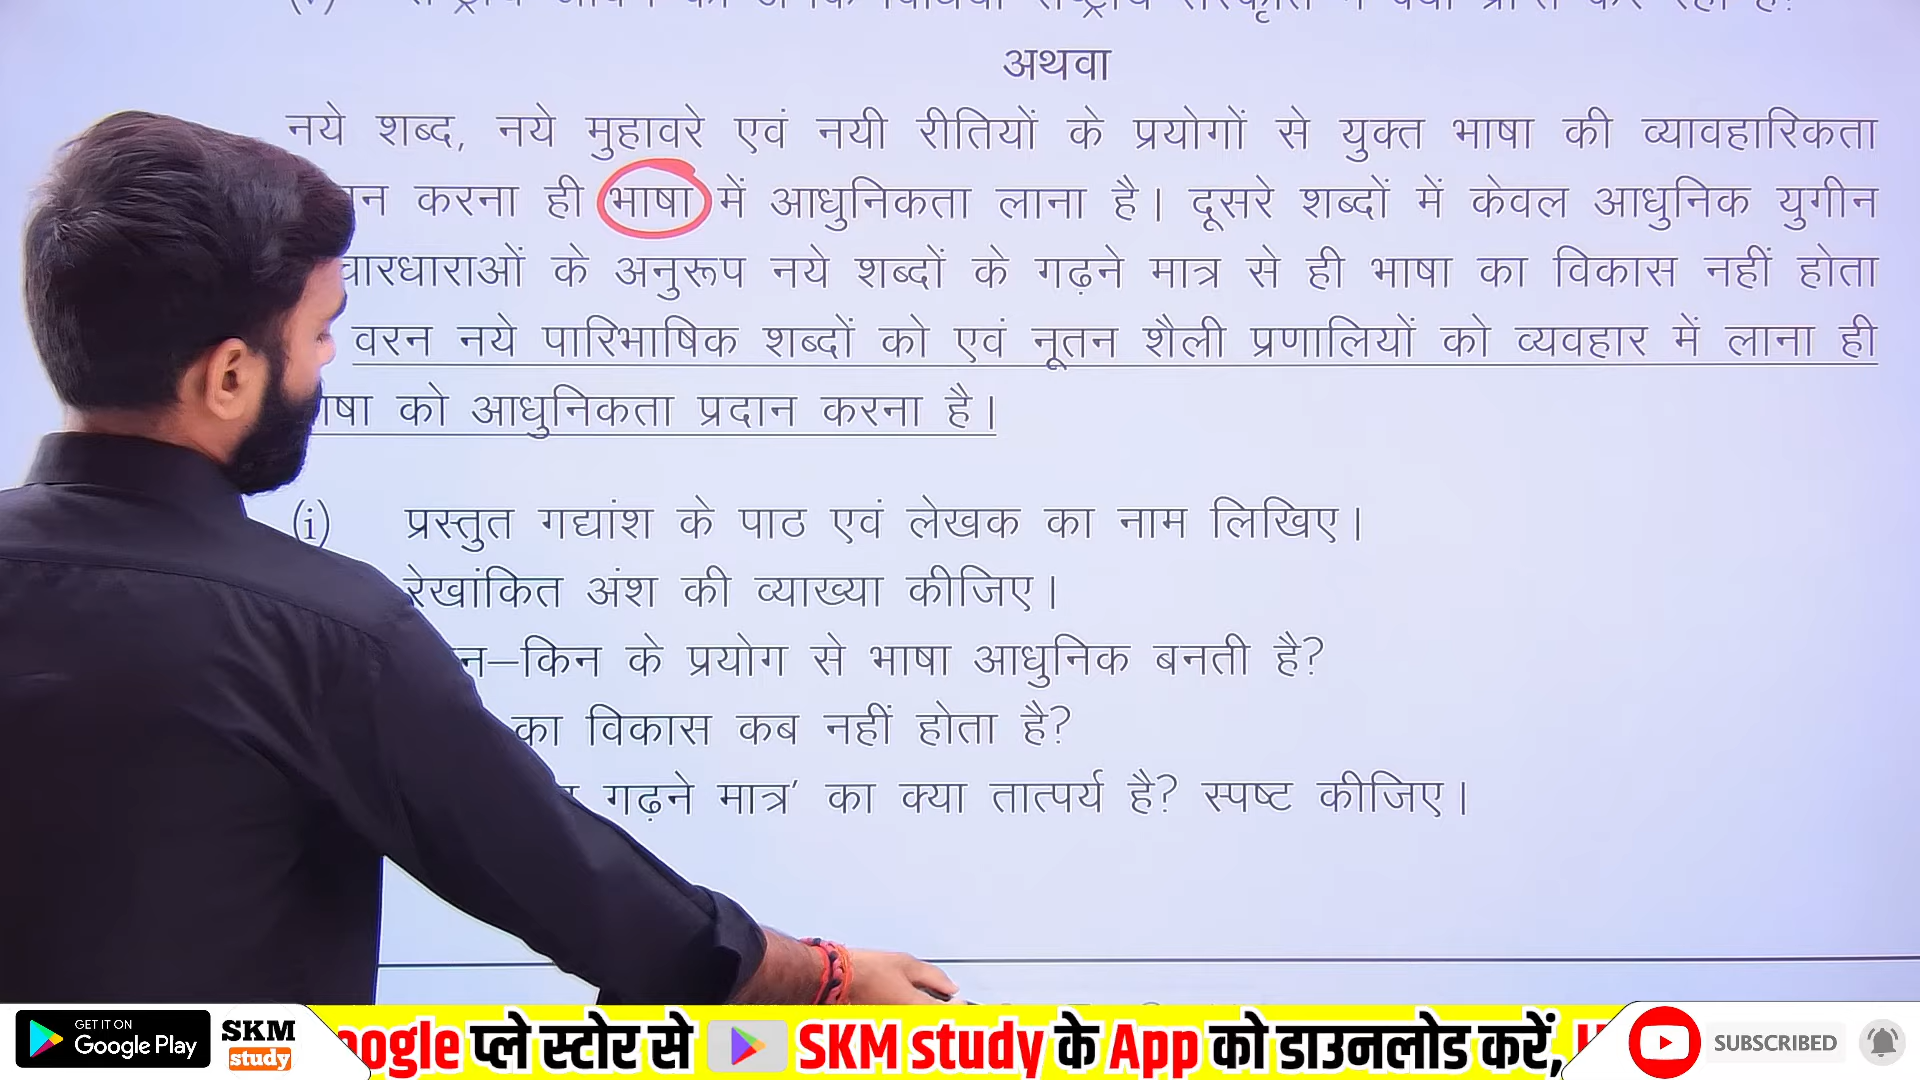 अथवा
नये शब्द, नये मुहावरे एवं नयी रीतियों के प्रयोगों से युक्त भाषा की व्यावहारिकता
करना ही भाषा में आधुनिकता लाना है। दूसरे शब्दों में केवल आधुनिक युगीन
के अनुरूप नये शब्दों के गढ़ने मात्र से ही भाषा का विकास नहीं होता
वरन नये पारिभाषिक शब्दों को एवं नूतन शैली प्रणालियों को व्यवहार में लाना ही
को आधुनिकता प्रदान करना है।
(i) प्रस्तुत गद्यांश के पाठ एवं लेखक का नाम लिखिए।
रेखांकित अंश की व्याख्या कीजिए।
किन के प्रयोग से भाषा आधुनिक बनती है?
का विकास कब नहीं होता है?
गढ़ने मात्र' का क्या तात्पर्य है? स्पष्ट कीजिए।
GET IT ON
Google Play
SKM
study
oogle प्ले स्टोर से SKM study के App को डाउनलोड करें,
SUBSCRIBED